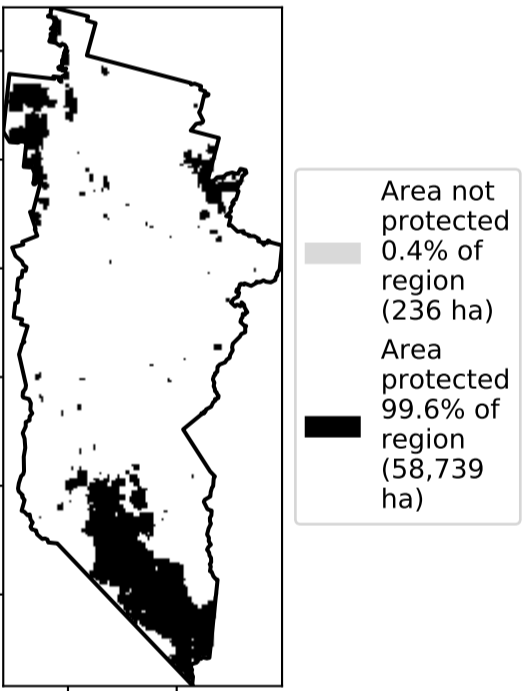 Area not
protected
0.4% of
region
(236 ha)
Area
protected
99.6% of
region
(58,739
ha)